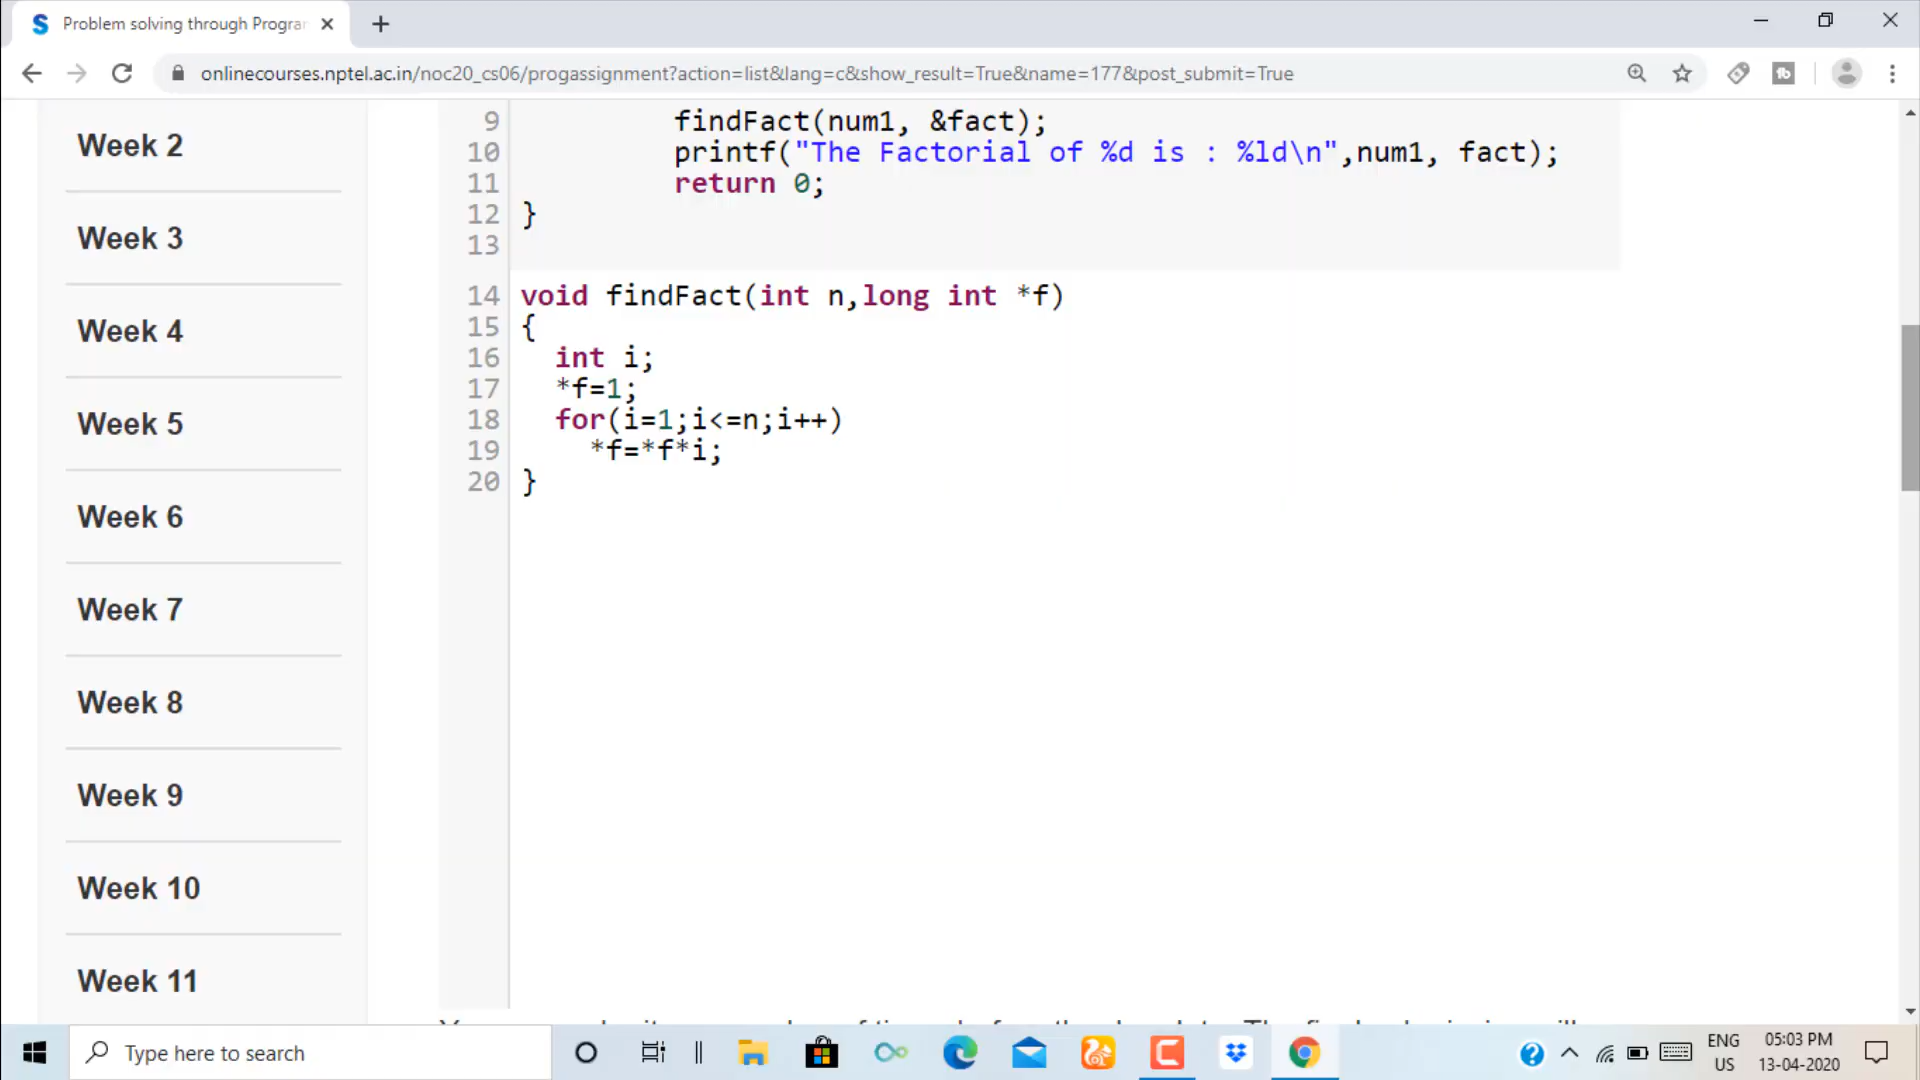 Problem solving through Progra
onlinecourses.nptel.ac.in/noc20_cs06/progassignment?action=list&lang=c&show_result=True&name=177&post_submit=True
Week 2
Week 3
Week 4
Week 5
Week 6
Week 7
Week 8
Week 9
Week 10
Week 11
9 findFact(num1, &fact);
10 printf("The Factorial of %d is : %ld\n",num1, fact);
11 return 0;
12 }
13
14 void findFact(int n,long int *f)
15 {
16 int i;
17 *f=1;
18 for(i=1;i<=n;i++)
19 *f=*f*i;
20 }
Type here to search
ENG
US
05:03 PM
13-04-2020